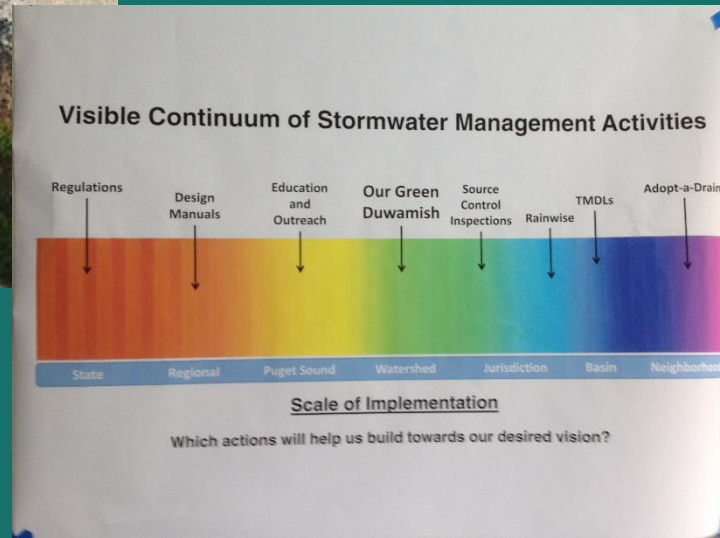 Visible Continuum of Stormwater Management Activities
Regulations
Design
Manuals
Education
and
Outreach
Our Green
Duwamish
Source
Control
Inspections
Rainwise
TMDLs
Adopt-a-Drain
State
Regional
Puget Sound
Watershed
Jurisdiction
Basin
Neighborhood
Scale of Implementation
Which actions will help us build towards our desired vision?